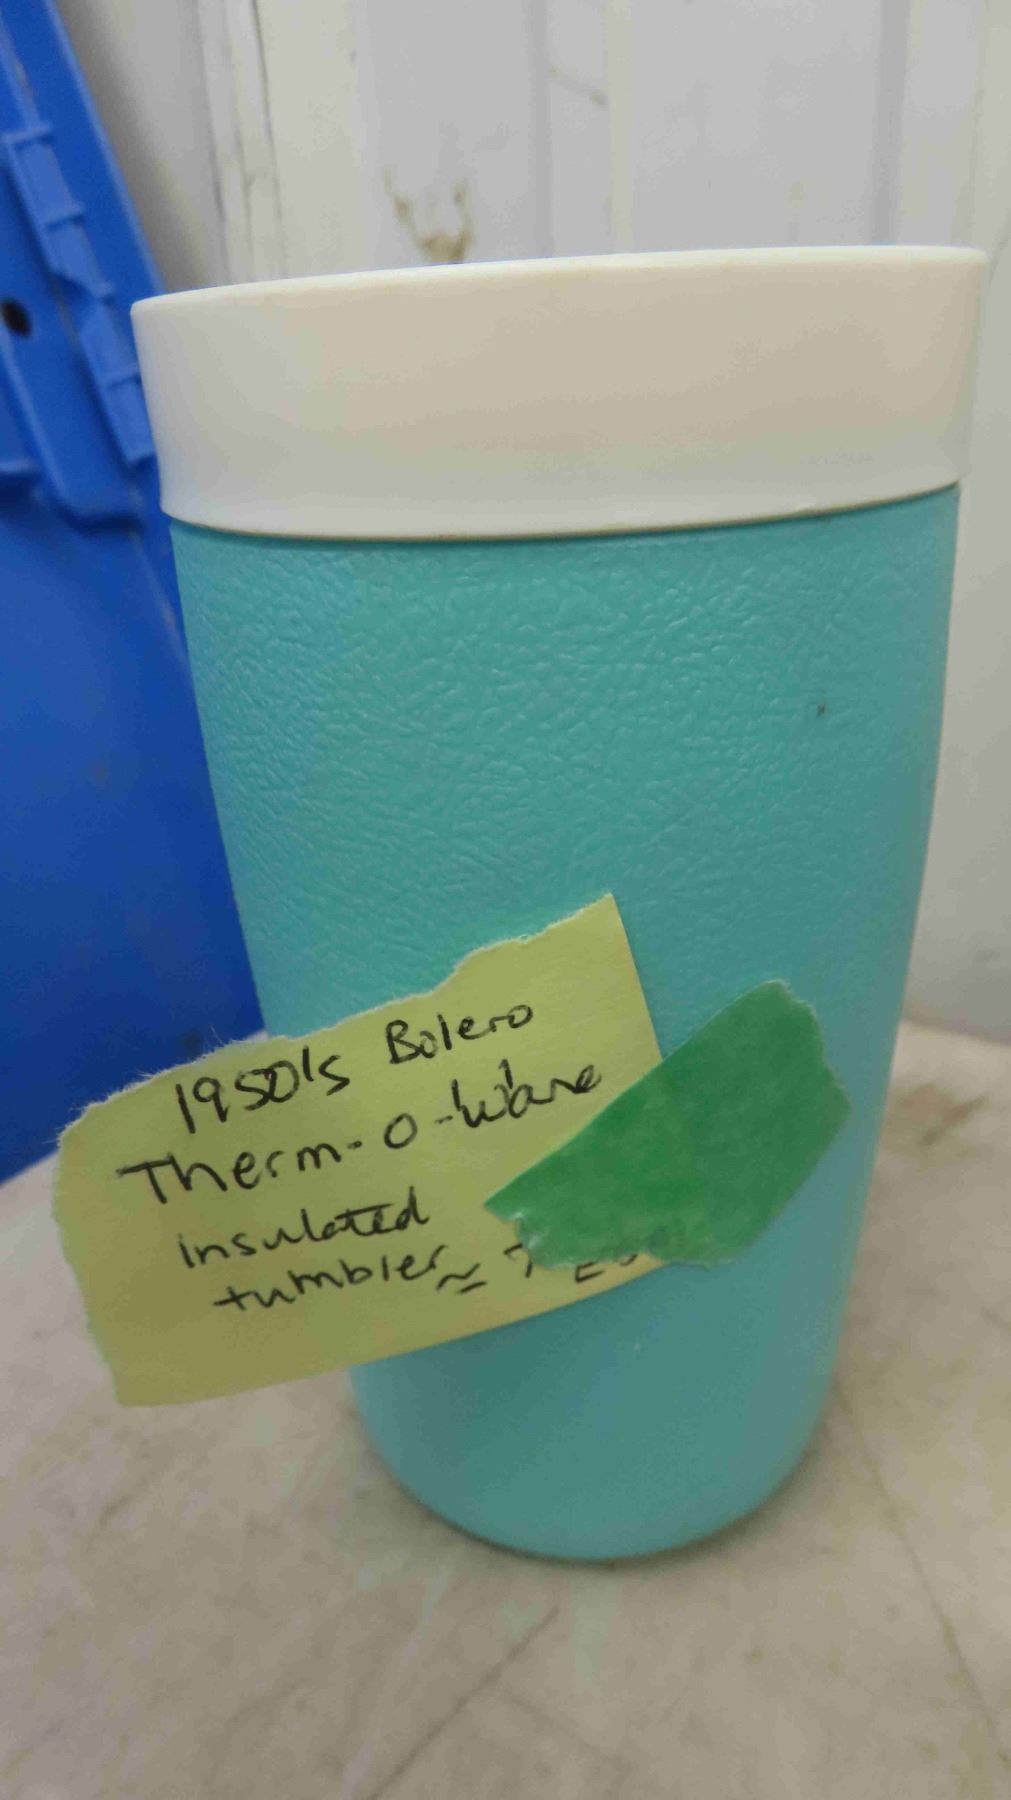 1950's Bolero
Therm-o-Ware
insulated
tumbler ≈